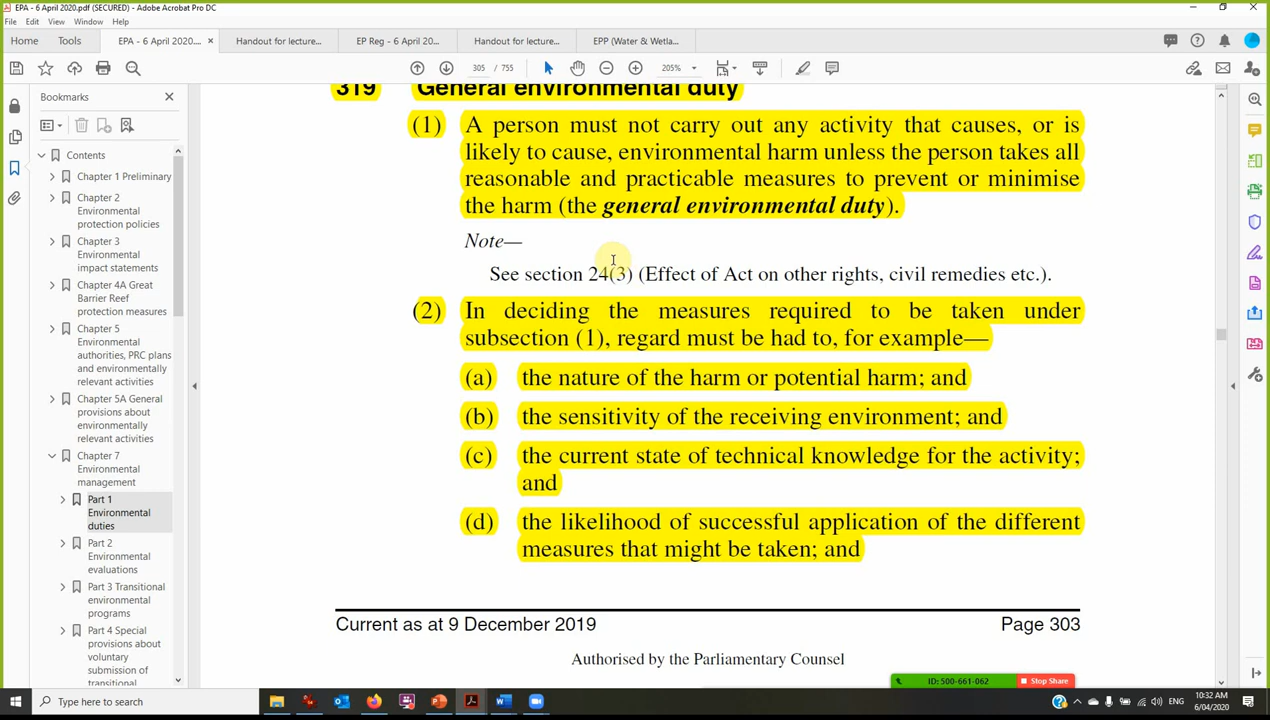 EPA - 6 April 2020.pdf (SECURED) - Adobe Acrobat Pro DC
File Edit View Window Help
Home Tools EPA - 6 April 2020.... × Handout for lecture... EP Reg - 6 April 20... Handout for lecture... EPP (Water & Wetla...
305 / 755 205%
Bookmarks
Contents
Chapter 1 Preliminary
Chapter 2
Environmental
protection policies
Chapter 3
Environmental
impact statements
Chapter 4A Great
Barrier Reef
protection measures
Chapter 5
Environmental
authorities, PRC plans
and environmentally
relevant activities
Chapter 5A General
provisions about
environmentally
relevant activities
Chapter 7
Environmental
management
Part 1
Environmental
duties
Part 2
Environmental
evaluations
Part 3 Transitional
environmental
programs
Part 4 Special
provisions about
voluntary
submission of
transitional
319 General environmental duty
(1) A person must not carry out any activity that causes, or is
likely to cause, environmental harm unless the person takes all
reasonable and practicable measures to prevent or minimise
the harm (the general environmental duty).
Note—
See section 24(3) (Effect of Act on other rights, civil remedies etc.).
(2) In deciding the measures required to be taken under
subsection (1), regard must be had to, for example—
(a) the nature of the harm or potential harm; and
(b) the sensitivity of the receiving environment; and
(c) the current state of technical knowledge for the activity;
and
(d) the likelihood of successful application of the different
measures that might be taken; and
Current as at 9 December 2019 Page 303
Authorised by the Parliamentary Counsel
ID: 500-661-062 Stop Share
Type here to search
ENG
10:32 AM
6/04/2020